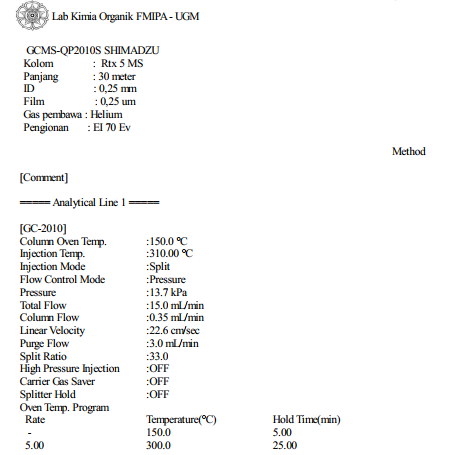 Lab Kimia Organik FMIPA - UGM
GCMS-QP2010S SHIMADZU
Kolom : Rtx 5 MS
Panjang : 30 meter
ID : 0,25 mm
Film : 0,25 um
Gas pembawa : Helium
Pengionan : EI 70 Ev
Method
[Comment]
===== Analytical Line 1 =====
[GC-2010]
Column Oven Temp. :150.0 °C
Injection Temp. :310.00 °C
Injection Mode :Split
Flow Control Mode :Pressure
Pressure :13.7 kPa
Total Flow :15.0 mL/min
Column Flow :0.35 mL/min
Linear Velocity :22.6 cm/sec
Purge Flow :3.0 mL/min
Split Ratio :33.0
High Pressure Injection :OFF
Carrier Gas Saver :OFF
Splitter Hold :OFF
Oven Temp. Program
Rate Temperature(°C) Hold Time(min)
- 150.0 5.00
5.00 300.0 25.00